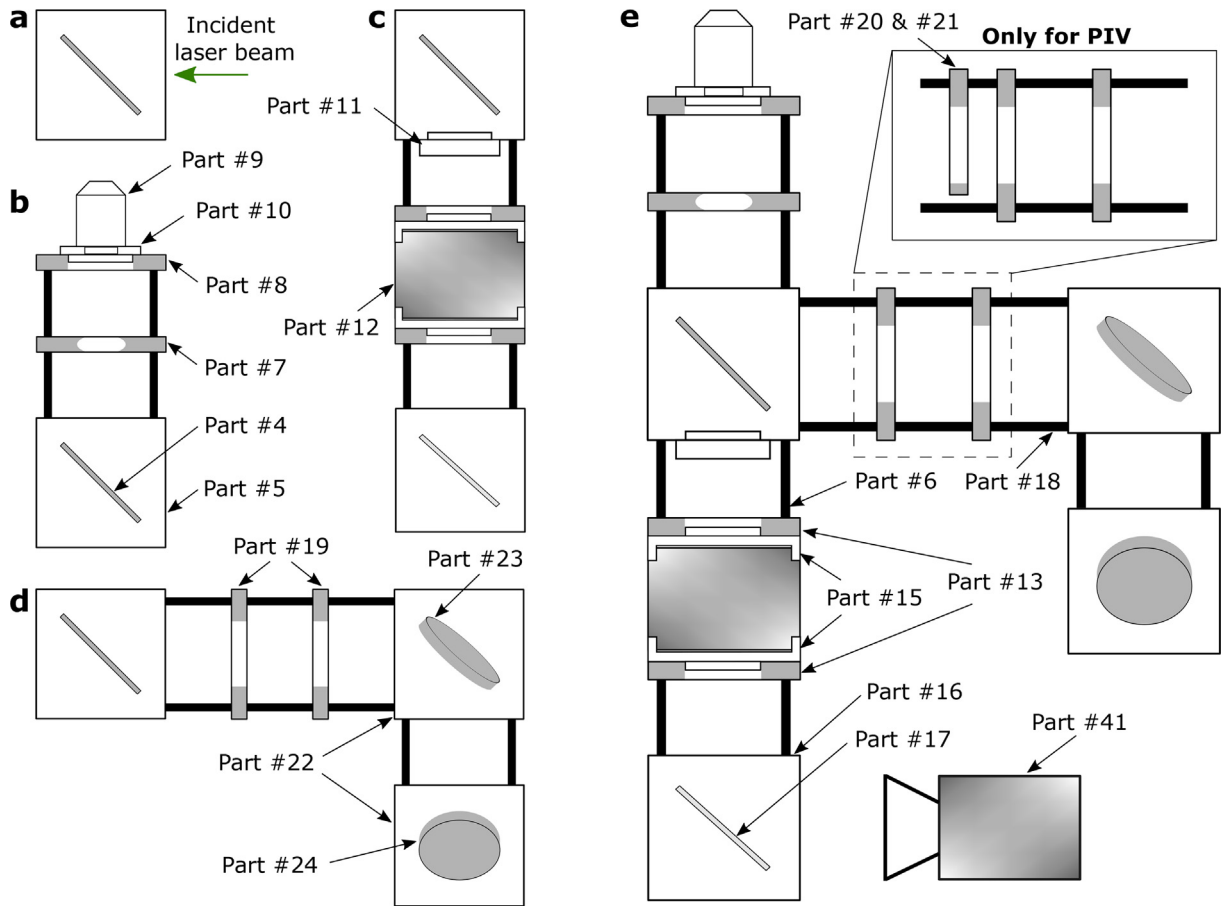 a
Incident
laser beam
b
Part #9
Part #10
Part #8
Part #7
Part #4
Part #5
c
Part #11
Part #12
d
Part #19
Part #23
Part #22
Part #24
e
Part #20 & #21
Only for PIV
Part #6
Part #18
Part #13
Part #15
Part #16
Part #17
Part #41